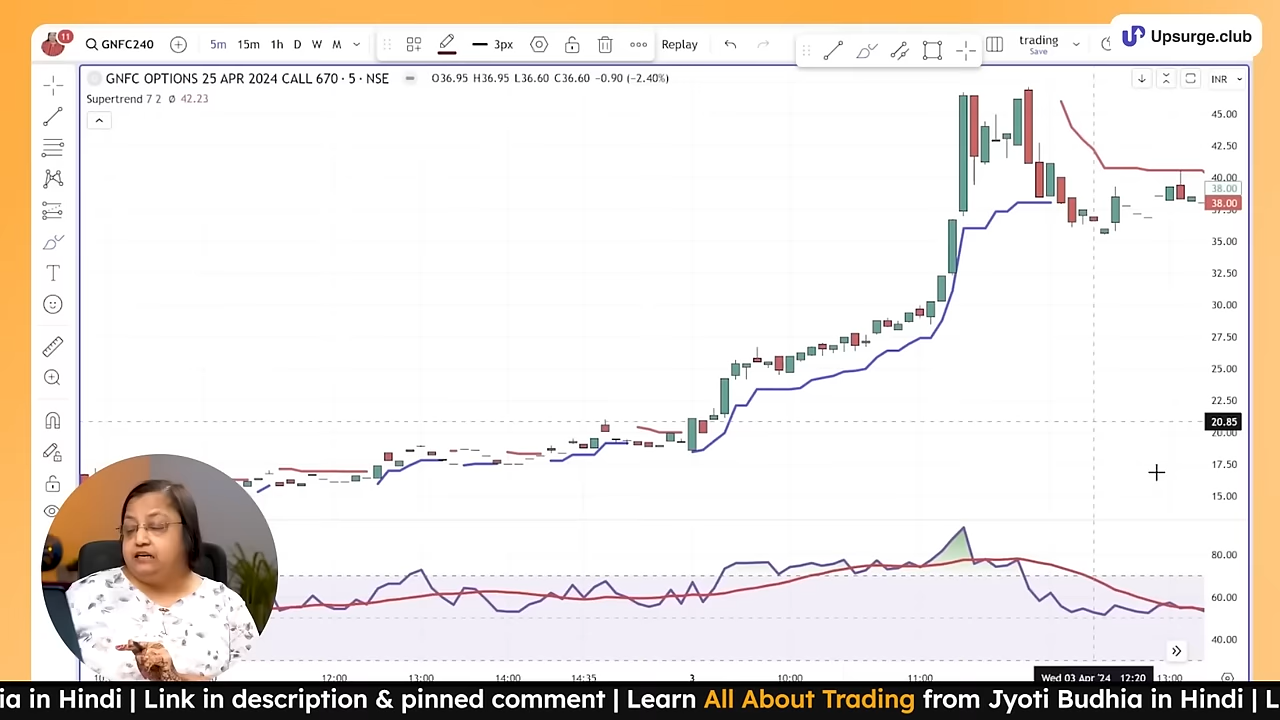 11
GNFC240
5m 15m 1h D W M
3px
Replay
trading
Save
Upsurge.club
GNFC OPTIONS 25 APR 2024 CALL 670 · 5 · NSE
O36.95 H36.95 L36.60 C36.60 −0.90 (−2.40%)
INR
Supertrend 7 2 Ø 42.23
45.00
42.50
40.00
38.00
38.00
37.50
35.00
32.50
30.00
27.50
25.00
22.50
20.85
20.00
17.50
15.00
80.00
60.00
40.00
12:00 13:00 14:00 14:35 3 10:00 11:00 Wed 03 Apr '24 12:20 13:00
ia in Hindi | Link in description & pinned comment | Learn All About Trading from Jyoti Budhia in Hindi | L